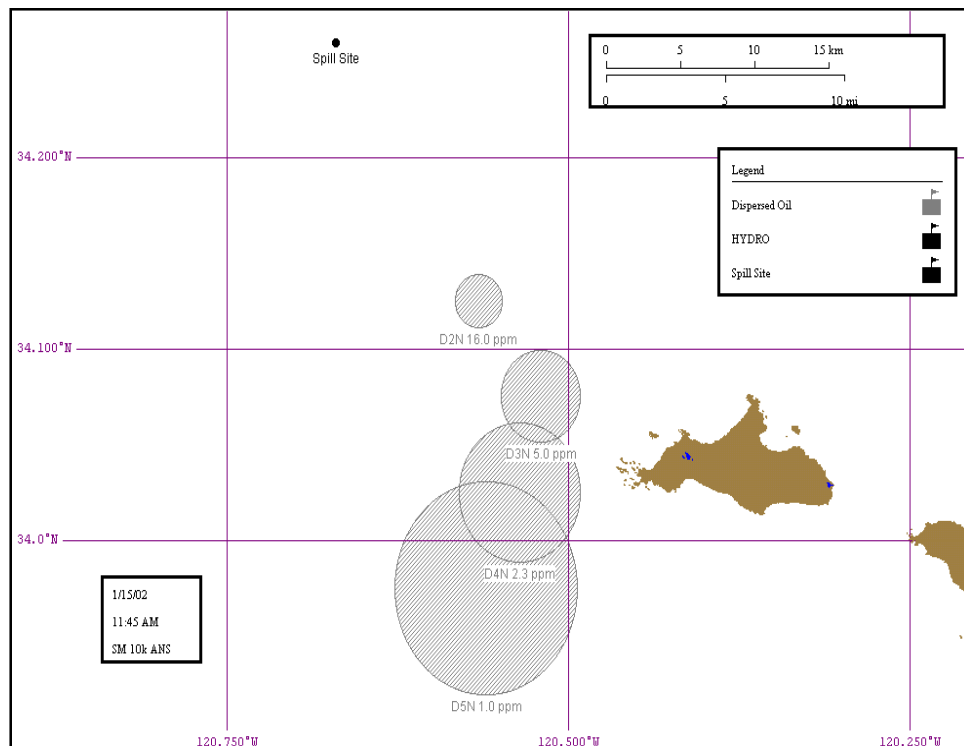 Spill Site
0 5 10 15 km
0 5 10 mi
34.200°N
Legend
Dispersed Oil
HYDRO
Spill Site
D2N 16.0 ppm
34.100°N
D3N 5.0 ppm
34.0°N
D4N 2.3 ppm
1/15/02
11:45 AM
SM 10k ANS
D5N 1.0 ppm
120.750°W 120.500°W 120.250°W